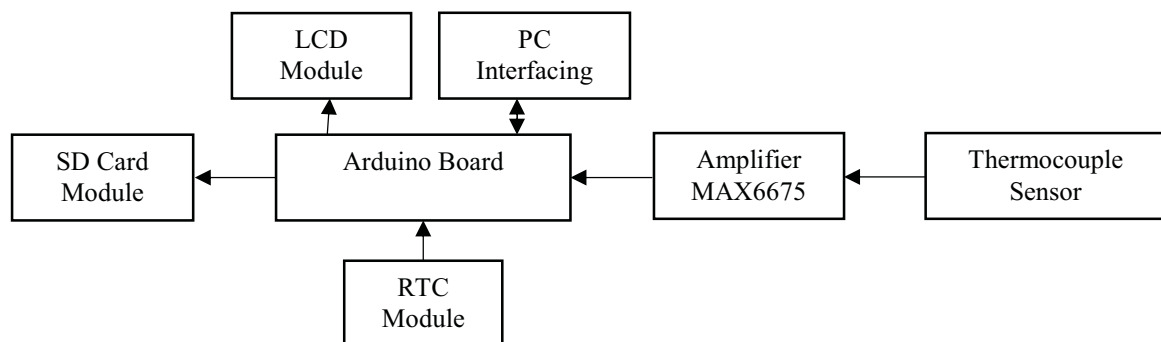 LCD
Module
PC
Interfacing
SD Card
Module
Arduino Board
Amplifier
MAX6675
Thermocouple
Sensor
RTC
Module